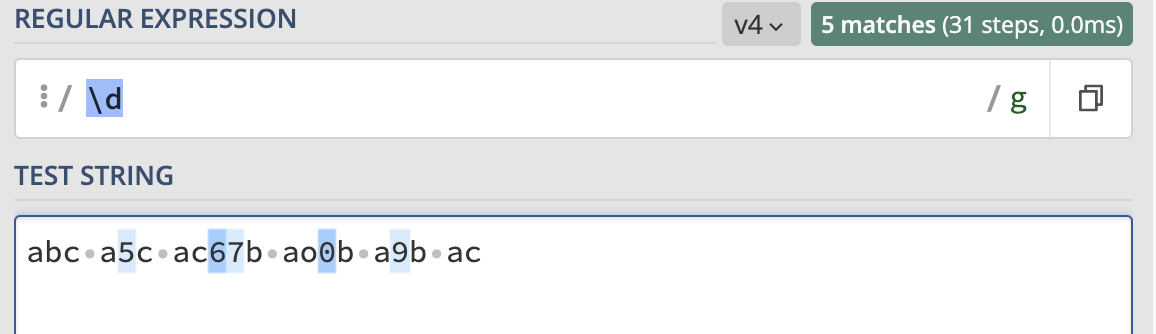 REGULAR EXPRESSION v4 5 matches (31 steps, 0.0ms)
/ \d / g
TEST STRING
abc·a5c·ac67b·ao0b·a9b·ac